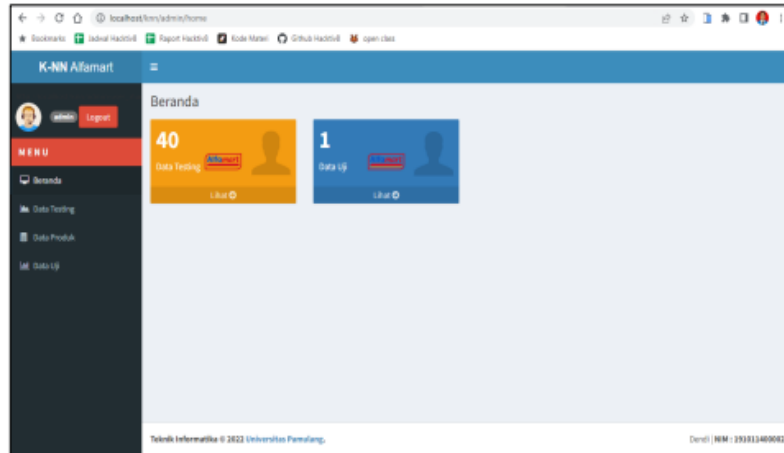 localhost/knn/admin/home
Bookmarks Jadwal Hacktiv8 Raport Hacktiv8 Kode Materi Github Hacktiv8 open class
K-NN Alfamart
admin Logout
MENU
Beranda
Data Testing
Data Produk
Data Uji
Beranda
40
Data Testing
Alfamart
Lihat
1
Data Uji
Alfamart
Lihat
Teknik Informatika © 2022 Universitas Pamulang.
Dendi | NIM :